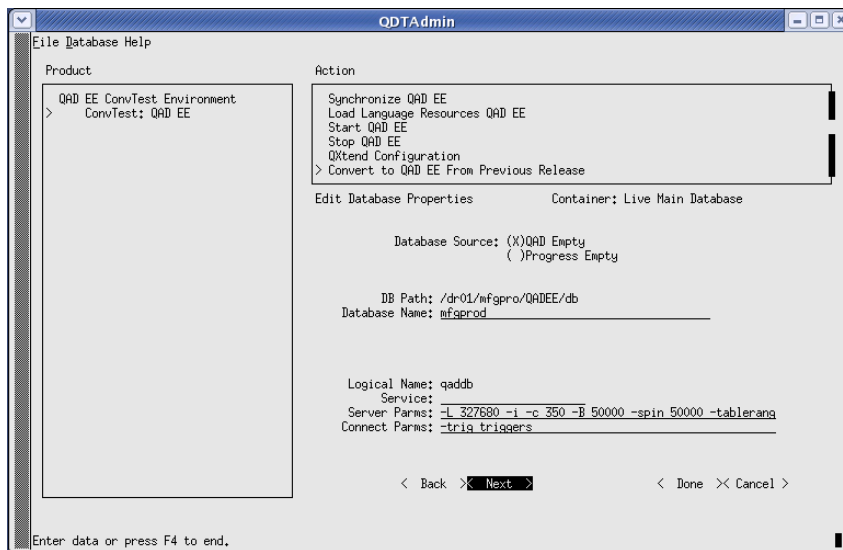 QDTAdmin
File Database Help
Product
Action
QAD EE ConvTest Environment
> ConvTest: QAD EE
Synchronize QAD EE
Load Language Resources QAD EE
Start QAD EE
Stop QAD EE
QXtend Configuration
> Convert to QAD EE From Previous Release
Edit Database Properties Container: Live Main Database
Database Source: (X)QAD Empty
( )Progress Empty
DB Path: /dr01/mfgpro/QADEE/db
Database Name: mfgprod
Logical Name: qaddb
Service:
Server Parms: -L 327680 -i -c 350 -B 50000 -spin 50000 -tablerang
Connect Parms: -trig triggers
< Back >< Next > < Done >< Cancel >
Enter data or press F4 to end.